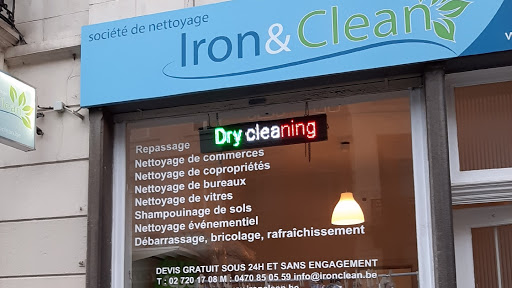 société de nettoyage
Iron&Clean
Dry cleaning
Repassage
Nettoyage de commerces
Nettoyage de copropriétés
Nettoyage de bureaux
Nettoyage de vitres
Shampouinage de sols
Nettoyage événementiel
Débarrassage, bricolage, rafraîchissement
DEVIS GRATUIT SOUS 24H ET SANS ENGAGEMENT
T : 02 720 17 08 M : 0470 85 05 59 info@ironclean.be